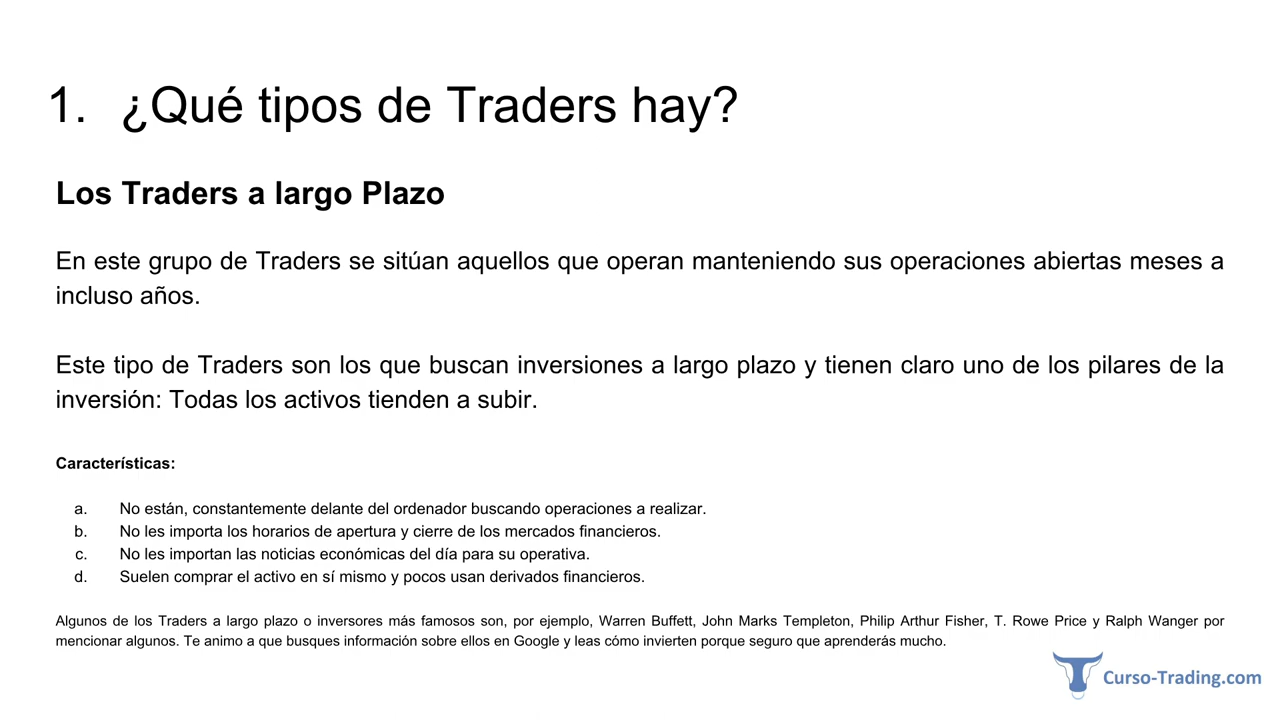 1. ¿Qué tipos de Traders hay?
Los Traders a largo Plazo
En este grupo de Traders se sitúan aquellos que operan manteniendo sus operaciones abiertas meses a
incluso años.
Este tipo de Traders son los que buscan inversiones a largo plazo y tienen claro uno de los pilares de la
inversión: Todas los activos tienden a subir.
Características:
a. No están, constantemente delante del ordenador buscando operaciones a realizar.
b. No les importa los horarios de apertura y cierre de los mercados financieros.
c. No les importan las noticias económicas del día para su operativa.
d. Suelen comprar el activo en sí mismo y pocos usan derivados financieros.
Algunos de los Traders a largo plazo o inversores más famosos son, por ejemplo, Warren Buffett, John Marks Templeton, Philip Arthur Fisher, T. Rowe Price y Ralph Wanger por
mencionar algunos. Te animo a que busques información sobre ellos en Google y leas cómo invierten porque seguro que aprenderás mucho.
Curso-Trading.com